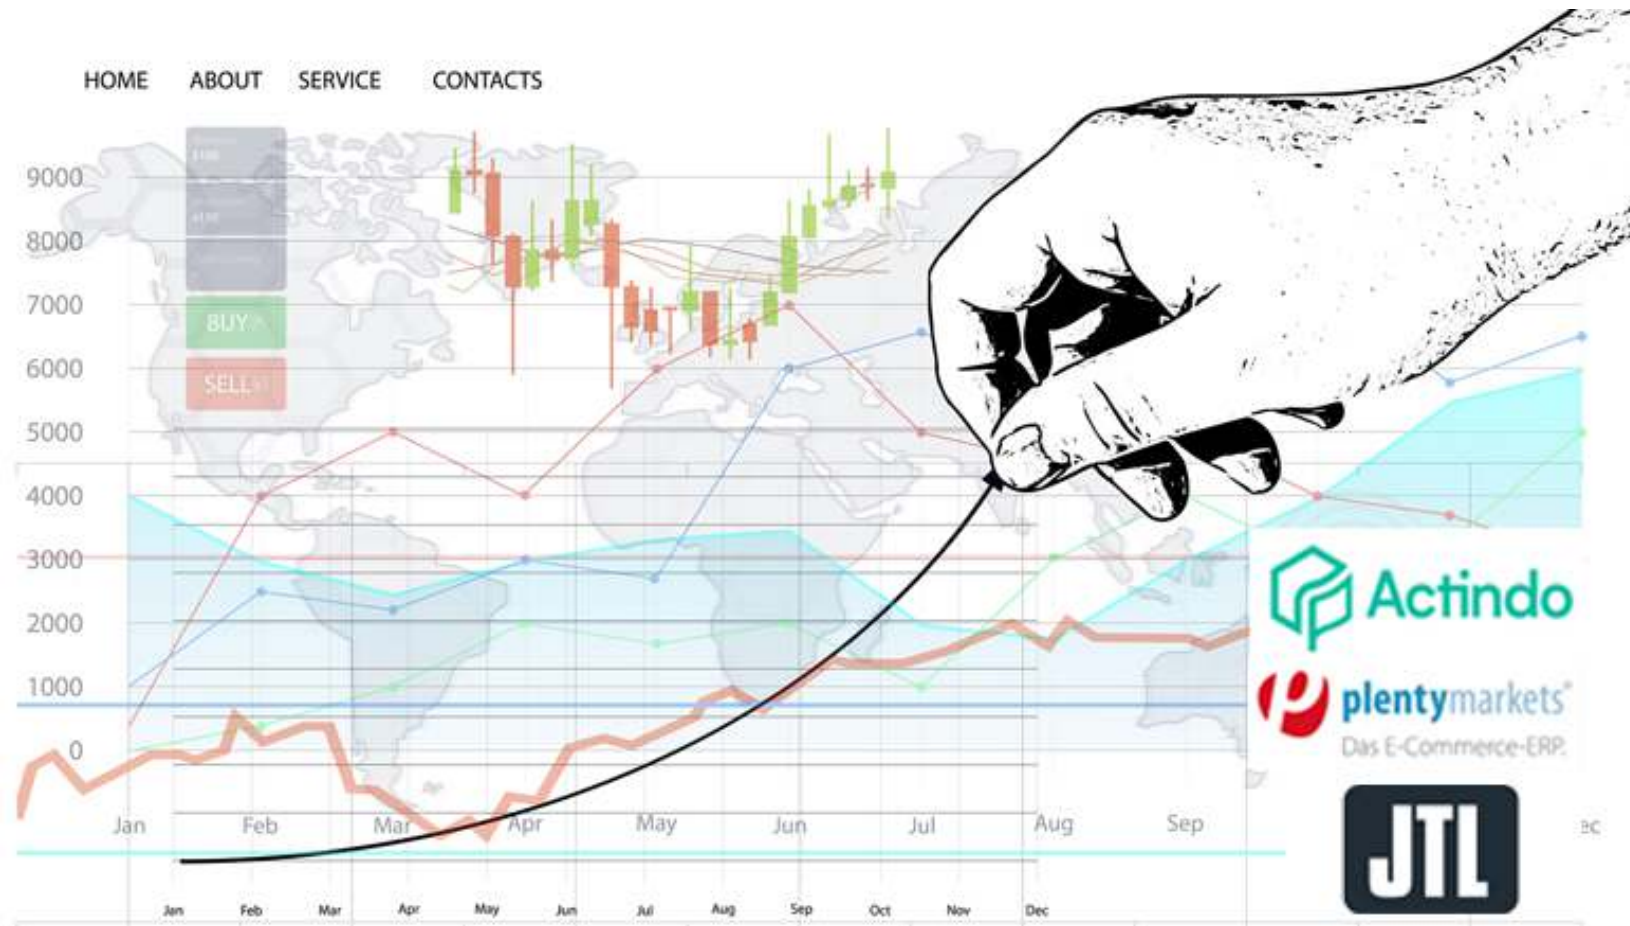 HOME ABOUT SERVICE CONTACTS
9000
8000
7000
BUY
6000
SELL
5000
4000
3000
2000
1000
0
Actindo
plentymarkets®
Das E-Commerce-ERP.
JTL
Jan Feb Mar Apr May Jun Jul Aug Sep ec
Jan Feb Mar Apr May Jun Jul Aug Sep Oct Nov Dec